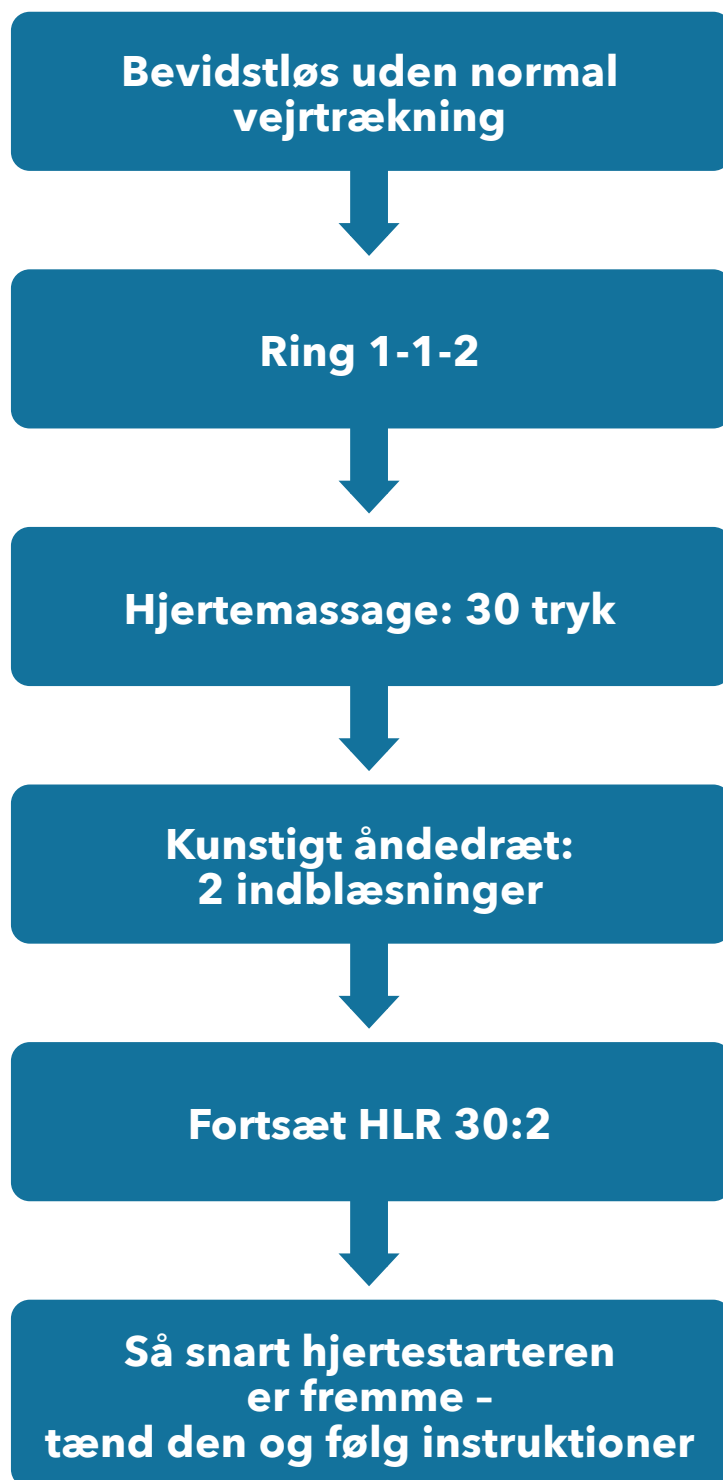 Bevidstløs uden normal
vejrtrækning
Ring 1-1-2
Hjertemassage: 30 tryk
Kunstigt åndedræt:
2 indblæsninger
Fortsæt HLR 30:2
Så snart hjertestarteren
er fremme –
tænd den og følg instruktioner